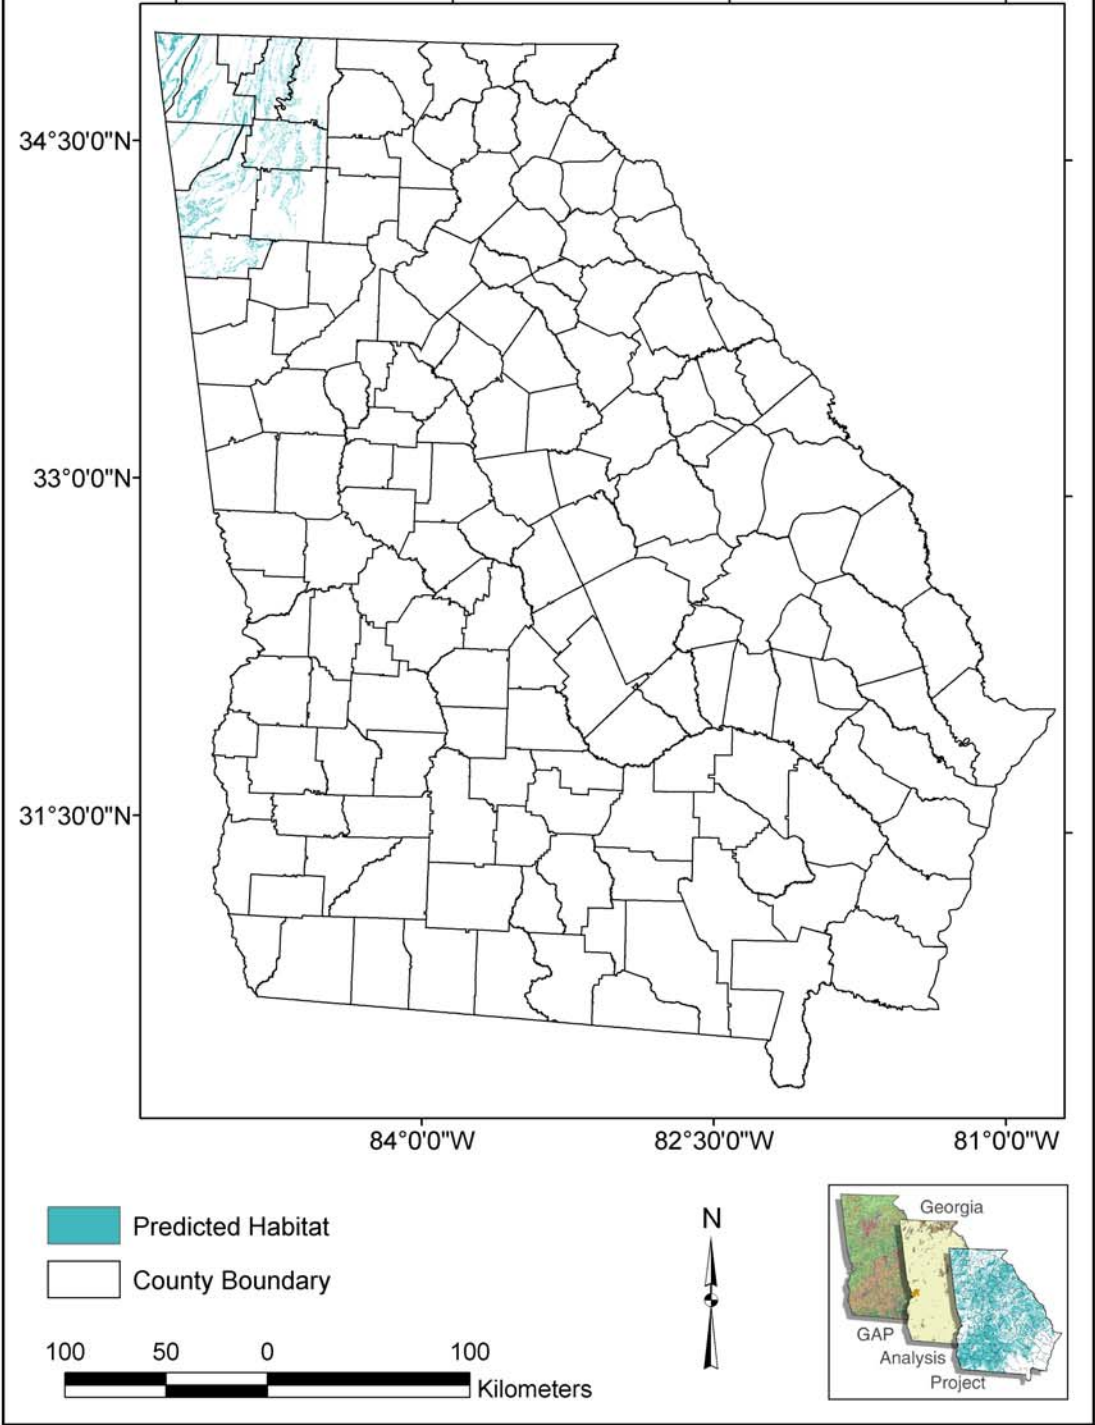 34°30'0"N
33°0'0"N
31°30'0"N
84°0'0"W 82°30'0"W 81°0'0"W
Predicted Habitat
County Boundary
N
100 50 0 100
Kilometers
Georgia
GAP
Analysis
Project